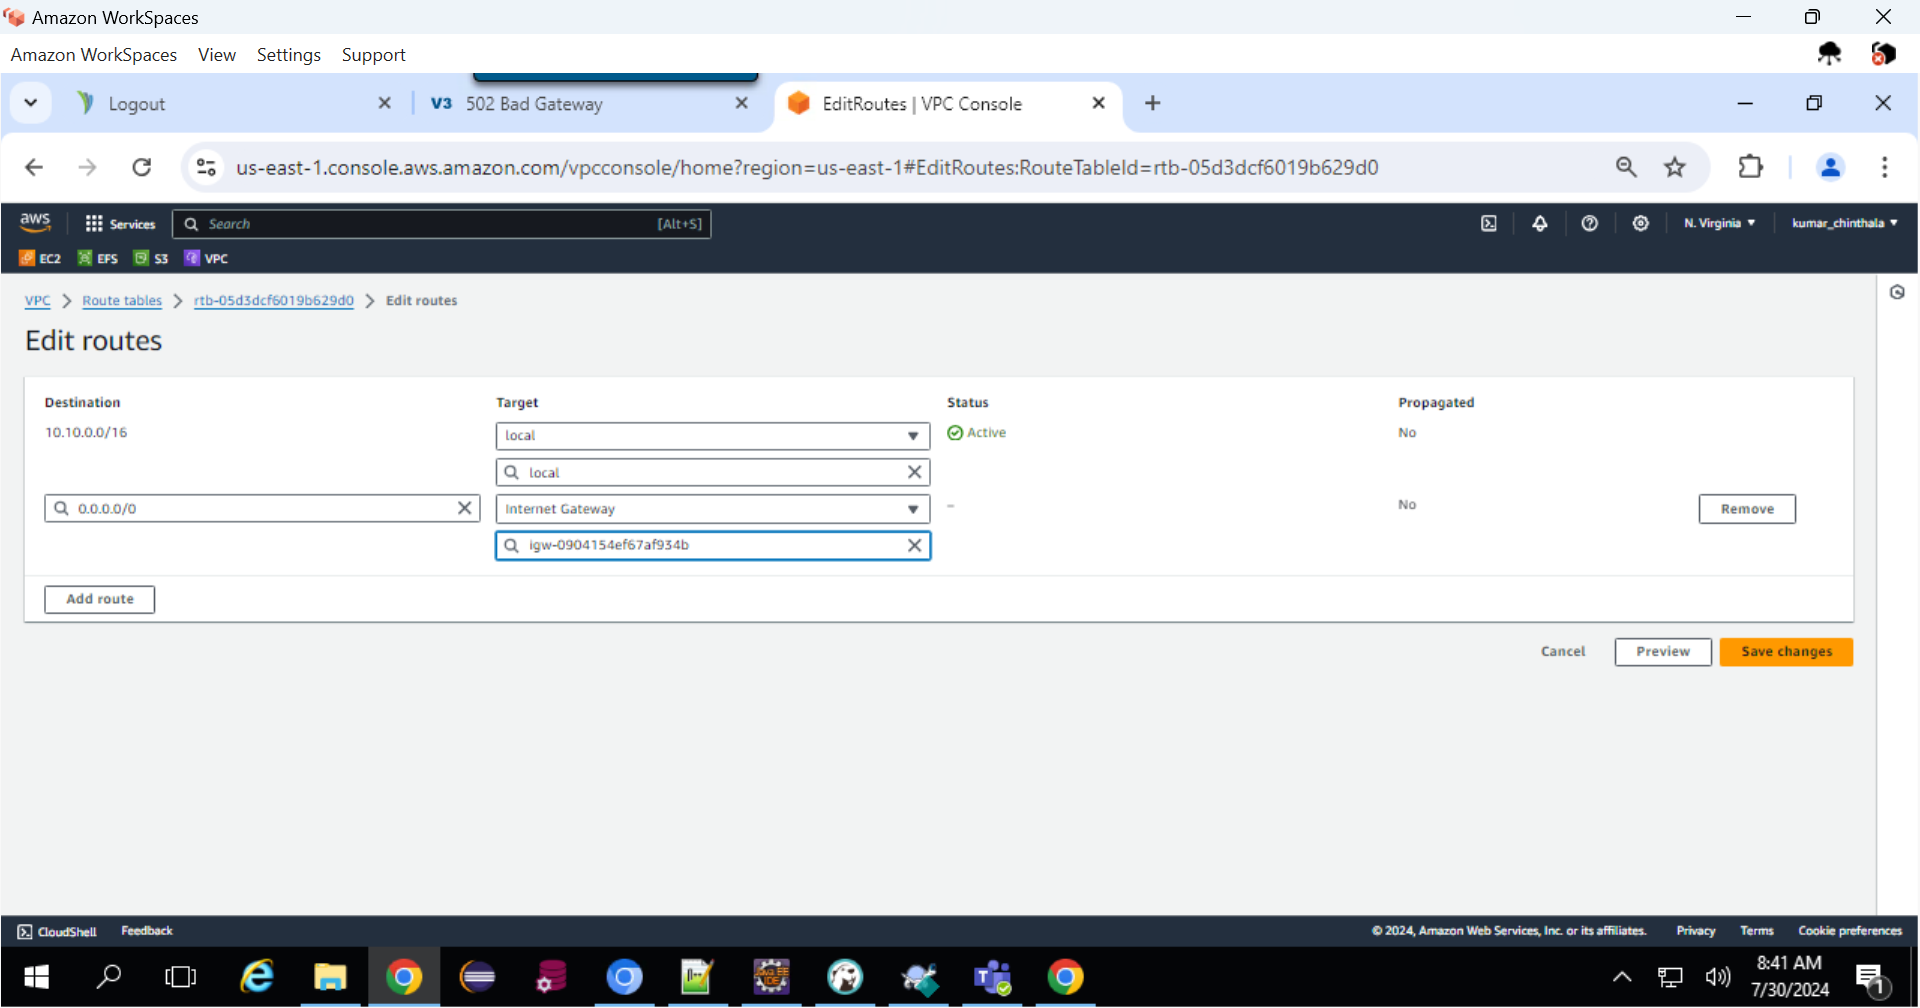 Amazon WorkSpaces
Amazon WorkSpaces View Settings Support
Logout V3 502 Bad Gateway EditRoutes | VPC Console
us-east-1.console.aws.amazon.com/vpcconsole/home?region=us-east-1#EditRoutes:RouteTableId=rtb-05d3dcf6019b629d0
aws Services Search [Alt+S] N. Virginia kumar_chinthala
EC2 EFS S3 VPC
VPC > Route tables > rtb-05d3dcf6019b629d0 > Edit routes
Edit routes
Destination Target Status Propagated
10.10.0.0/16 local Active No
local
0.0.0.0/0 Internet Gateway – No Remove
igw-0904154ef67af934b
Add route
Cancel Preview Save changes
CloudShell Feedback © 2024, Amazon Web Services, Inc. or its affiliates. Privacy Terms Cookie preferences
8:41 AM
7/30/2024
1